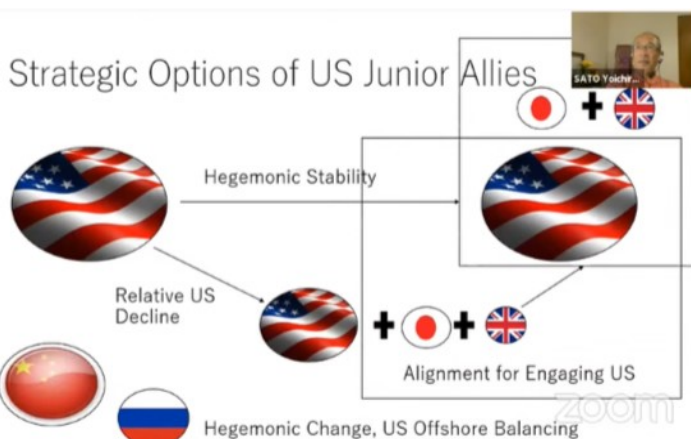 Strategic Options of US Junior Allies
SATO Yoichir...
Hegemonic Stability
Relative US
Decline
Alignment for Engaging US
zoom
Hegemonic Change, US Offshore Balancing